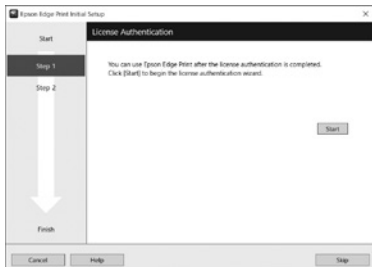 Epson Edge Print Initial Setup
Start
License Authentication
Step 1
You can use Epson Edge Print after the license authentication is completed.
Click [Start] to begin the license authentication wizard.
Step 2
Start
Finish
Cancel
Help
Skip